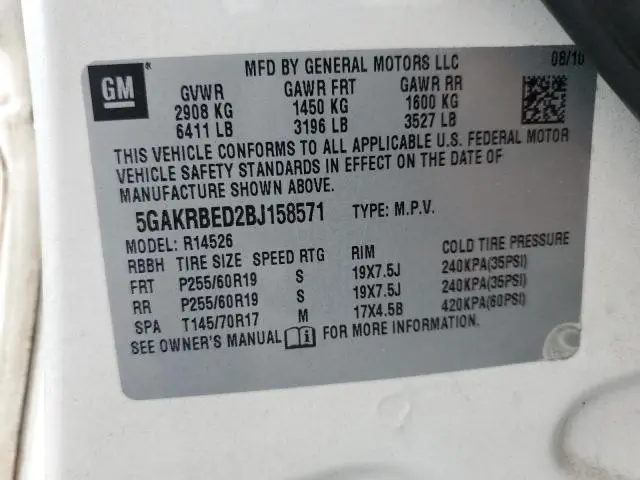 GM
MFD BY GENERAL MOTORS LLC 08/10
GVWR GAWR FRT GAWR RR
2908 KG 1450 KG 1600 KG
6411 LB 3196 LB 3527 LB
THIS VEHICLE CONFORMS TO ALL APPLICABLE U.S. FEDERAL MOTOR
VEHICLE SAFETY STANDARDS IN EFFECT ON THE DATE OF
MANUFACTURE SHOWN ABOVE.
5GAKRBED2BJ158571 TYPE: M.P.V.
MODEL: R14526
RBBH TIRE SIZE SPEED RTG RIM COLD TIRE PRESSURE
FRT P255/60R19 S 19X7.5J 240KPA(35PSI)
RR P255/60R19 S 19X7.5J 240KPA(35PSI)
SPA T145/70R17 M 17X4.5B 420KPA(60PSI)
SEE OWNER'S MANUAL FOR MORE INFORMATION.